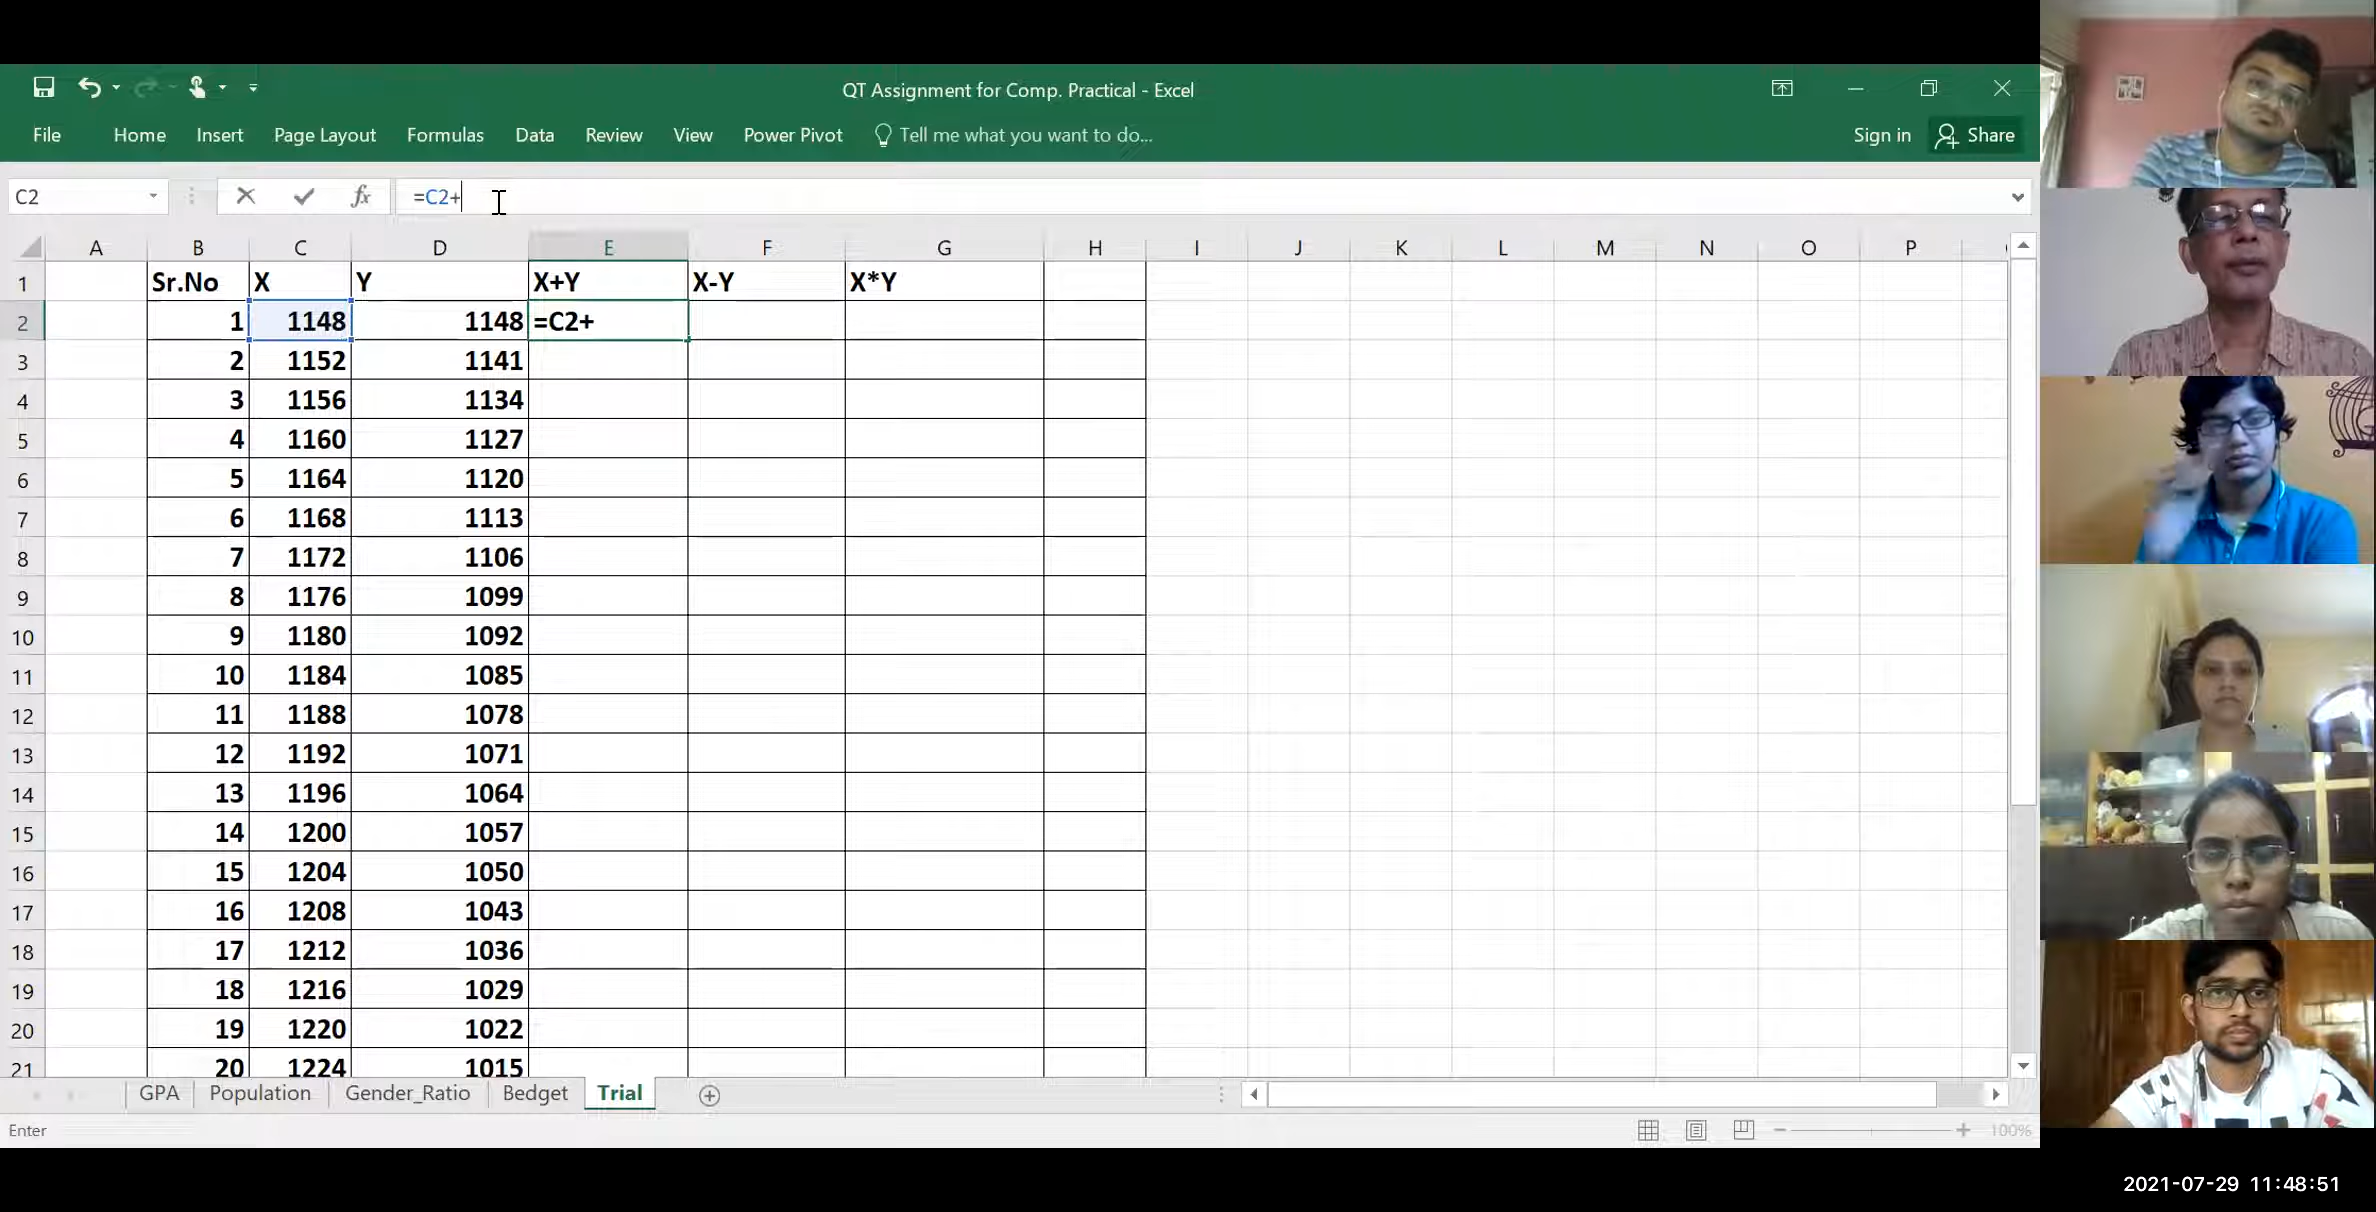 QT Assignment for Comp. Practical - Excel
File Home Insert Page Layout Formulas Data Review View Power Pivot Tell me what you want to do... Sign in Share
C2 fx =C2+
A B C D E F G H I J K L M N O P
1 Sr.No X Y X+Y X-Y X*Y
2 1 1148 1148 =C2+
3 2 1152 1141
4 3 1156 1134
5 4 1160 1127
6 5 1164 1120
7 6 1168 1113
8 7 1172 1106
9 8 1176 1099
10 9 1180 1092
11 10 1184 1085
12 11 1188 1078
13 12 1192 1071
14 13 1196 1064
15 14 1200 1057
16 15 1204 1050
17 16 1208 1043
18 17 1212 1036
19 18 1216 1029
20 19 1220 1022
21 20 1224 1015
GPA Population Gender_Ratio Budget Trial
Enter 100%
2021-07-29 11:48:51